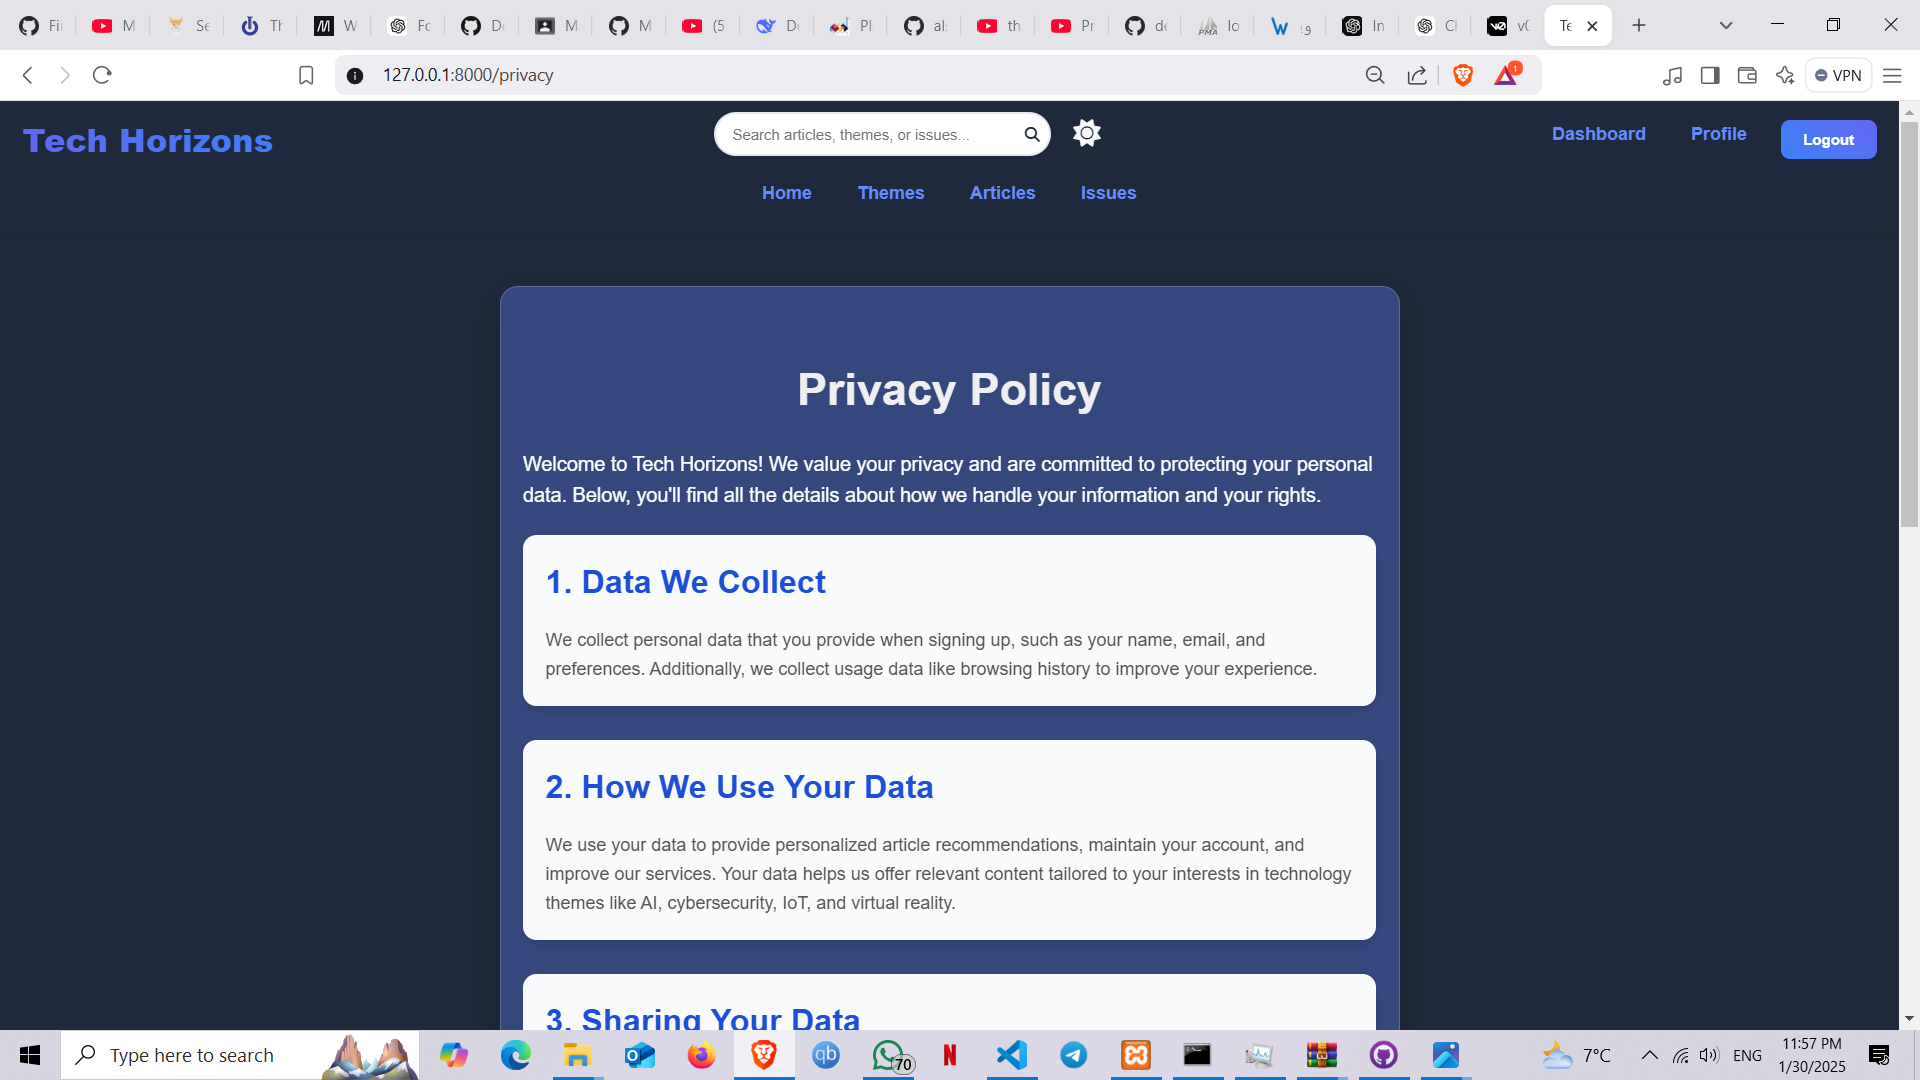 Fi
M
Se
Th
W
Fo
De
M
M
(5
De
Pl
al
th
Pr
de
lo
و
In
Cl
v0
Te
127.0.0.1:8000/privacy
1
VPN
Tech Horizons
Search articles, themes, or issues...
Dashboard
Profile
Logout
Home
Themes
Articles
Issues
Privacy Policy
Welcome to Tech Horizons! We value your privacy and are committed to protecting your personal
data. Below, you'll find all the details about how we handle your information and your rights.
1. Data We Collect
We collect personal data that you provide when signing up, such as your name, email, and
preferences. Additionally, we collect usage data like browsing history to improve your experience.
2. How We Use Your Data
We use your data to provide personalized article recommendations, maintain your account, and
improve our services. Your data helps us offer relevant content tailored to your interests in technology
themes like AI, cybersecurity, IoT, and virtual reality.
3. Sharing Your Data
Type here to search
70
7°C
ENG
11:57 PM
1/30/2025